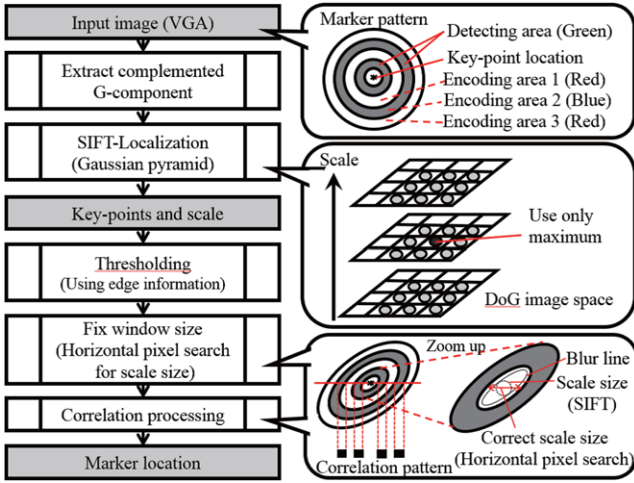 Input image (VGA)
Extract complemented
G-component
SIFT-Localization
(Gaussian pyramid)
Key-points and scale
Thresholding
(Using edge information)
Fix window size
(Horizontal pixel search
for scale size)
Correlation processing
Marker location
Marker pattern
Detecting area (Green)
Key-point location
Encoding area 1 (Red)
Encoding area 2 (Blue)
Encoding area 3 (Red)
Scale
Use only
maximum
DoG image space
Zoom up
Blur line
Scale size
(SIFT)
Correct scale size
(Horizontal pixel search)
Correlation pattern